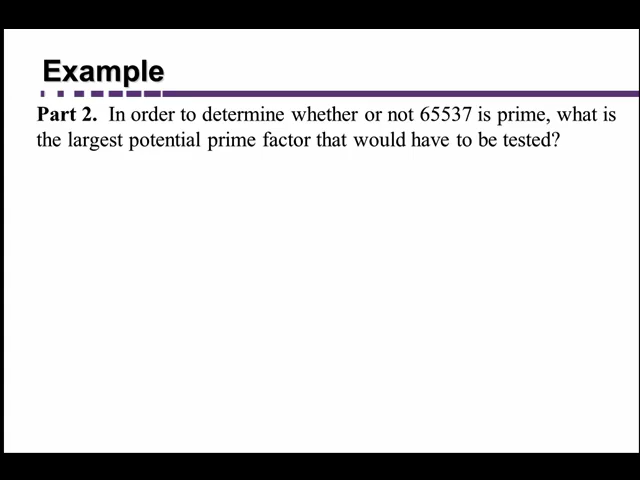 Example
Part 2. In order to determine whether or not 65537 is prime, what is
the largest potential prime factor that would have to be tested?